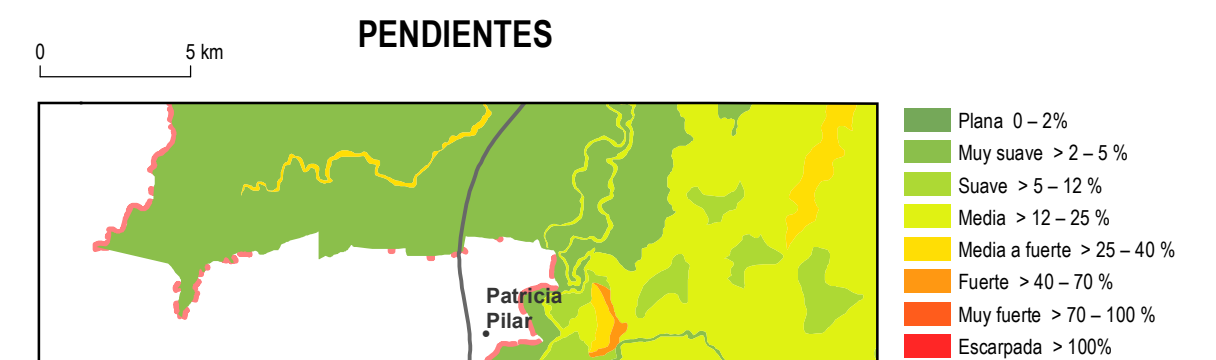 PENDIENTES
0 5 km
Plana 0 – 2%
Muy suave > 2 – 5 %
Suave > 5 – 12 %
Media > 12 – 25 %
Media a fuerte > 25 – 40 %
Fuerte > 40 – 70 %
Muy fuerte > 70 – 100 %
Escarpada > 100%
Patricia
Pilar